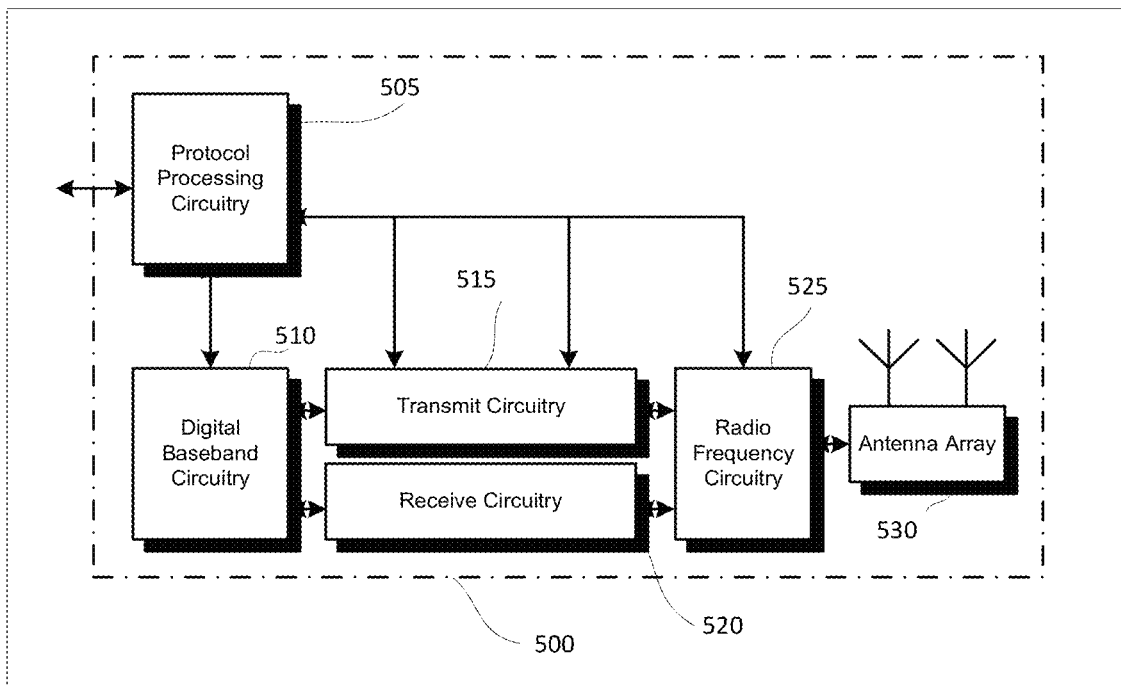 505
Protocol
Processing
Circuitry
515
525
510
Transmit Circuitry
Digital
Baseband
Circuitry
Radio
Frequency
Circuitry
Antenna Array
Receive Circuitry
530
520
500